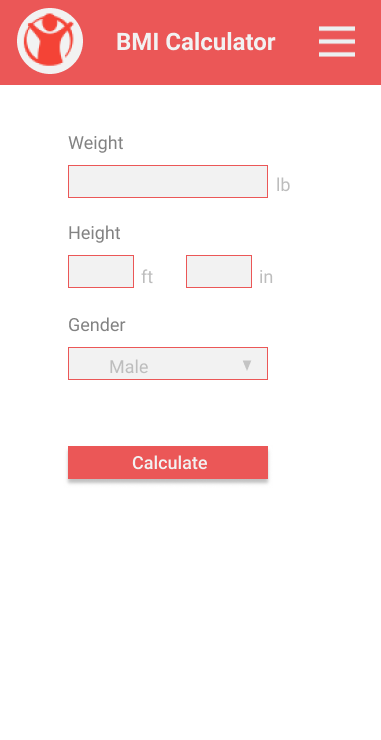 BMI Calculator
Weight
lb
Height
ft in
Gender
Male ▼
Calculate